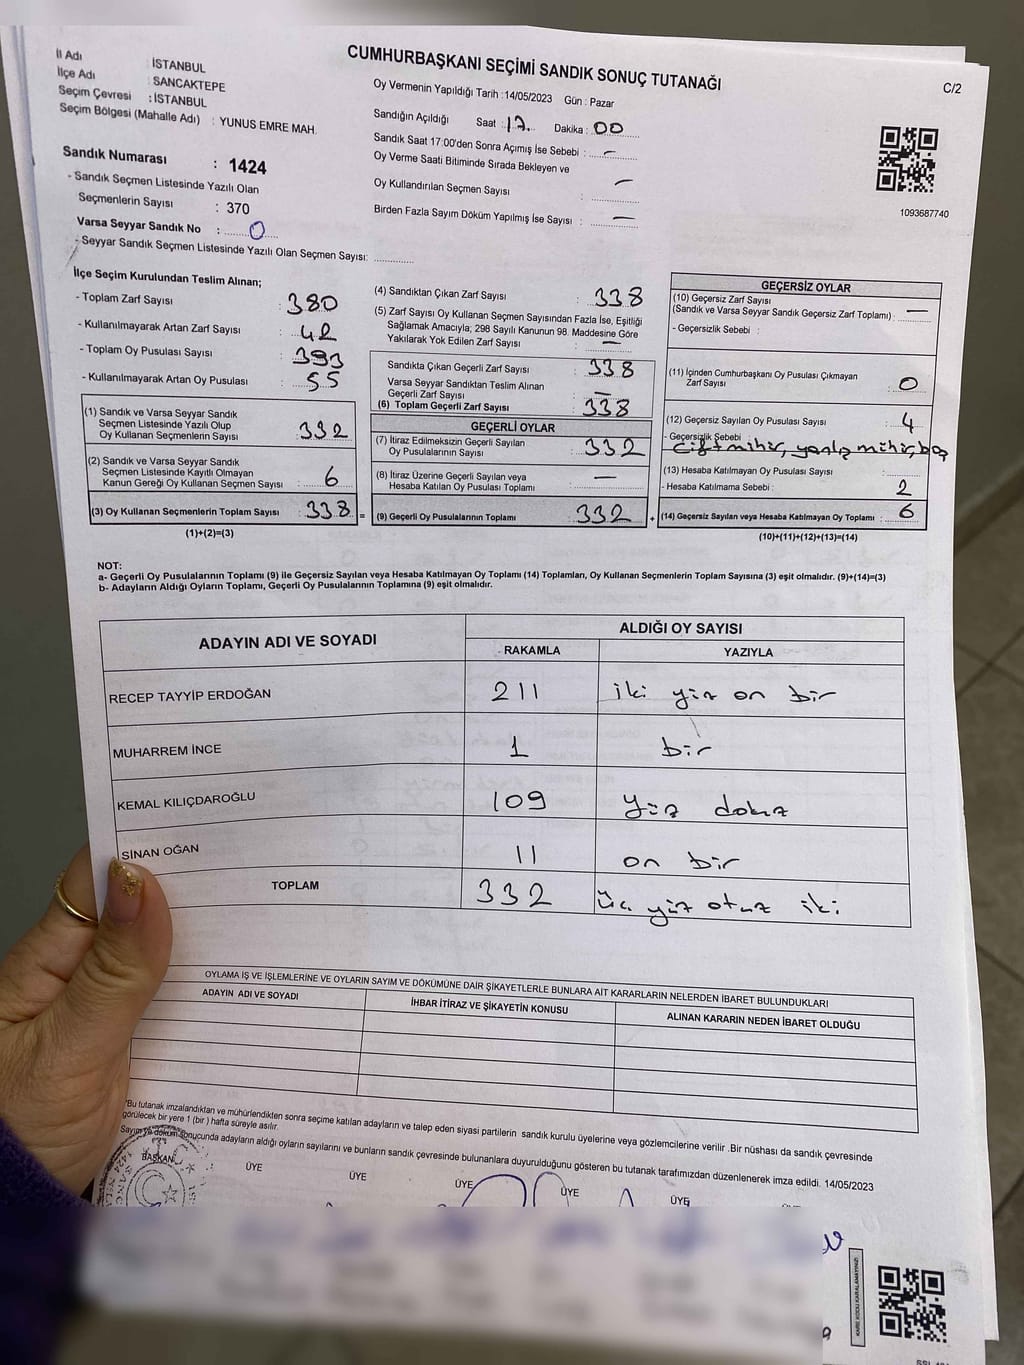 CUMHURBAŞKANI SEÇİMİ SANDIK SONUÇ TUTANAĞI
C/2
İl Adı : İSTANBUL
İlçe Adı : SANCAKTEPE
Seçim Çevresi : İSTANBUL
Seçim Bölgesi (Mahalle Adı) : YUNUS EMRE MAH.
Sandık Numarası : 1424
- Sandık Seçmen Listesinde Yazılı Olan
Seçmenlerin Sayısı : 370
Varsa Seyyar Sandık No : 0
- Seyyar Sandık Seçmen Listesinde Yazılı Olan Seçmen Sayısı:
Oy Vermenin Yapıldığı Tarih :14/05/2023 Gün : Pazar
Sandığın Açıldığı Saat : 17. Dakika : 00
Sandık Saat 17:00'den Sonra Açımış İse Sebebi : –
Oy Verme Saati Bitiminde Sırada Bekleyen ve
Oy Kullandırılan Seçmen Sayısı : –
Birden Fazla Sayım Döküm Yapılmış İse Sayısı : –
1093687740
İlçe Seçim Kurulundan Teslim Alınan;
- Toplam Zarf Sayısı : 380
- Kullanılmayarak Artan Zarf Sayısı : 42
- Toplam Oy Pusulası Sayısı : 393
- Kullanılmayarak Artan Oy Pusulası : 55
(1) Sandık ve Varsa Seyyar Sandık
Seçmen Listesinde Yazılı Olup
Oy Kullanan Seçmenlerin Sayısı : 332
(2) Sandık ve Varsa Seyyar Sandık
Seçmen Listesinde Kayıtlı Olmayan
Kanun Gereği Oy Kullanan Seçmen Sayısı : 6
(3) Oy Kullanan Seçmenlerin Toplam Sayısı : 338 =
(1)+(2)=(3)
(4) Sandıktan Çıkan Zarf Sayısı : 338
(5) Zarf Sayısı Oy Kullanan Seçmen Sayısından Fazla İse, Eşitliği
Sağlamak Amacıyla; 298 Sayılı Kanunun 98. Maddesine Göre
Yakılarak Yok Edilen Zarf Sayısı : –
Sandıkta Çıkan Geçerli Zarf Sayısı : 338
Varsa Seyyar Sandıktan Teslim Alınan
Geçerli Zarf Sayısı : –
(6) Toplam Geçerli Zarf Sayısı : 338
GEÇERLİ OYLAR
(7) İtiraz Edilmeksizin Geçerli Sayılan
Oy Pusulalarının Sayısı : 332
(8) İtiraz Üzerine Geçerli Sayılan veya
Hesaba Katılan Oy Pusulası Toplamı : –
(9) Geçerli Oy Pusulalarının Toplamı : 332 +
GEÇERSİZ OYLAR
(10) Geçersiz Zarf Sayısı
(Sandık ve Varsa Seyyar Sandık Geçersiz Zarf Toplamı) : –
- Geçersizlik Sebebi :
(11) İçinden Cumhurbaşkanı Oy Pusulası Çıkmayan
Zarf Sayısı : 0
(12) Geçersiz Sayılan Oy Pusulası Sayısı : 4
- Geçersizlik Sebebi
Çift mühür, yanlış mühür, boş
(13) Hesaba Katılmayan Oy Pusulası Sayısı :
- Hesaba Katılmama Sebebi : 2
(14) Geçersiz Sayılan veya Hesaba Katılmayan Oy Toplamı : 6
(10)+(11)+(12)+(13)=(14)
NOT:
a- Geçerli Oy Pusulalarının Toplamı (9) ile Geçersiz Sayılan veya Hesaba Katılmayan Oy Toplamı (14) Toplamları, Oy Kullanan Seçmenlerin Toplam Sayısına (3) eşit olmalıdır. (9)+(14)=(3)
b- Adayların Aldığı Oyların Toplamı, Geçerli Oy Pusulalarının Toplamına (9) eşit olmalıdır.
ADAYIN ADI VE SOYADI
ALDIĞI OY SAYISI
RAKAMLA YAZIYLA
RECEP TAYYİP ERDOĞAN 211 iki yüz on bir
MUHARREM İNCE 1 bir
KEMAL KILIÇDAROĞLU 109 yüz dokuz
SİNAN OĞAN 11 on bir
TOPLAM 332 üç yüz otuz iki
OYLAMA İŞ VE İŞLEMLERİNE VE OYLARIN SAYIM VE DÖKÜMÜNE DAİR ŞİKAYETLERLE BUNLARA AİT KARARLARIN NELERDEN İBARET BULUNDUKLARI
ADAYIN ADI VE SOYADI İHBAR İTİRAZ VE ŞİKAYETİN KONUSU ALINAN KARARIN NEDEN İBARET OLDUĞU
*Bu tutanak imzalandıktan ve mühürlendikten sonra seçime katılan adayların ve talep eden siyasi partilerin sandık kurulu üyelerine veya gözlemcilerine verilir. Bir nüshası da sandık çevresinde
görülecek bir yere 1 (bir) hafta süreyle asılır.
Sayım ve döküm sonucunda adayların aldığı oyların sayılarını ve bunların sandık çevresinde bulunanlara duyurulduğunu gösteren bu tutanak tarafımızdan düzenlenerek imza edildi. 14/05/2023
BAŞKAN ÜYE ÜYE ÜYE ÜYE ÜYE
KARE KODU KARALAMAYINIZ!